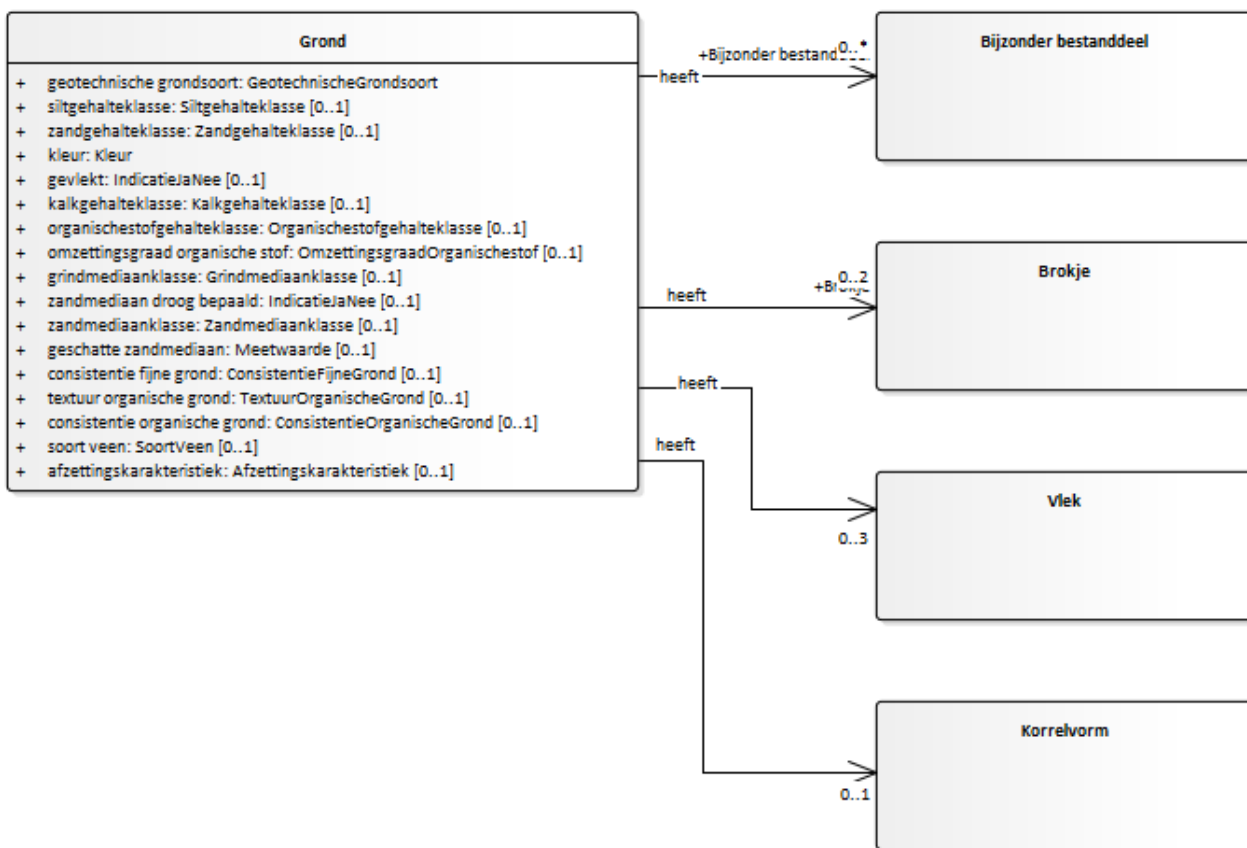 Grond
+ geotechnische grondsoort: GeotechnischeGrondsoort
+ siltgehalteklasse: Siltgehalteklasse [0..1]
+ zandgehalteklasse: Zandgehalteklasse [0..1]
+ kleur: Kleur
+ gevlekt: IndicatieJaNee [0..1]
+ kalkgehalteklasse: Kalkgehalteklasse [0..1]
+ organischestofgehalteklasse: Organischestofgehalteklasse [0..1]
+ omzettingsgraad organische stof: OmzettingsgraadOrganischestof [0..1]
+ grindmediaanklasse: Grindmediaanklasse [0..1]
+ zandmediaan droog bepaald: IndicatieJaNee [0..1]
+ zandmediaanklasse: Zandmediaanklasse [0..1]
+ geschatte zandmediaan: Meetwaarde [0..1]
+ consistentie fijne grond: ConsistentieFijneGrond [0..1]
+ textuur organische grond: TextuurOrganischeGrond [0..1]
+ consistentie organische grond: ConsistentieOrganischeGrond [0..1]
+ soort veen: SoortVeen [0..1]
+ afzettingskarakteristiek: Afzettingskarakteristiek [0..1]
+Bijzonder
0..*
heeft
Bijzonder bestanddeel
heeft
0..2
Brokje
heeft
0..3
Vlek
heeft
0..1
Korrelvorm